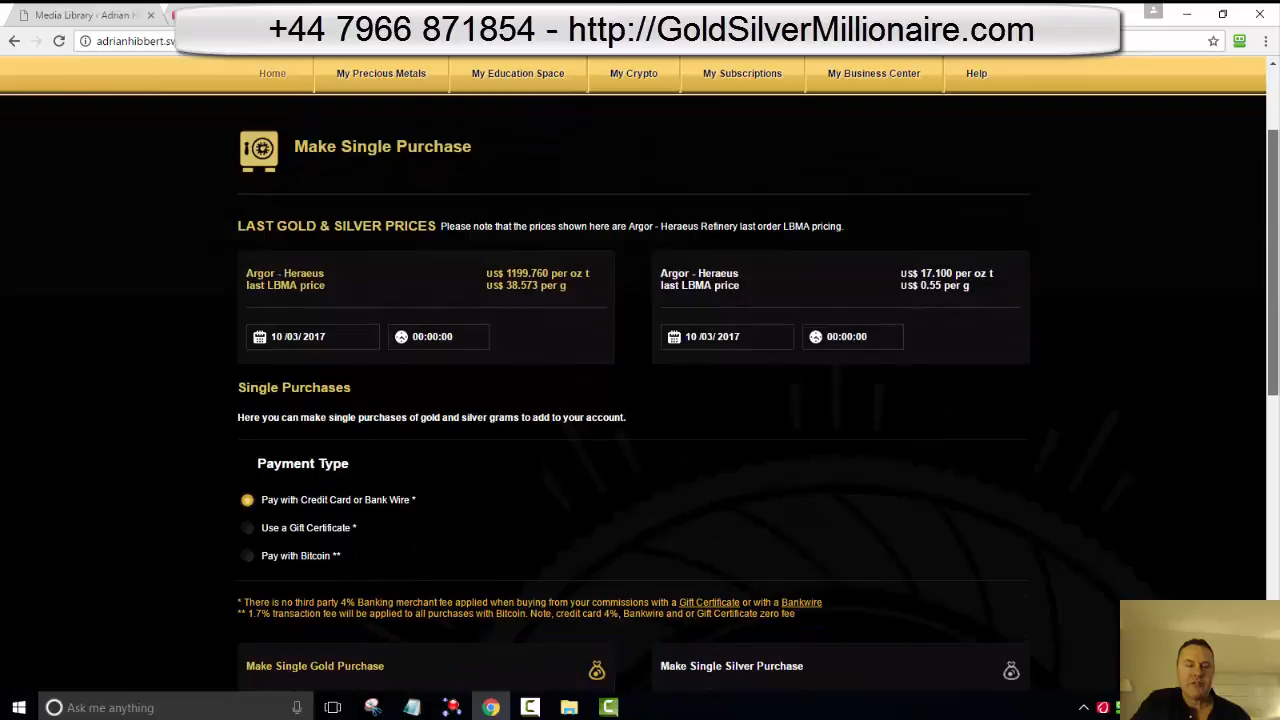 Media Library ‹ Adrian H
+44 7966 871854 - http://GoldSilverMillionaire.com
adrianhibbert.sw
Home My Precious Metals My Education Space My Crypto My Subscriptions My Business Center Help
Make Single Purchase
LAST GOLD & SILVER PRICES Please note that the prices shown here are Argor - Heraeus Refinery last order LBMA pricing.
Argor - Heraeus US$ 1199.760 per oz t
last LBMA price US$ 38.573 per g
10 /03/ 2017 00:00:00
Argor - Heraeus US$ 17.100 per oz t
last LBMA price US$ 0.55 per g
10 /03/ 2017 00:00:00
Single Purchases
Here you can make single purchases of gold and silver grams to add to your account.
Payment Type
Pay with Credit Card or Bank Wire *
Use a Gift Certificate *
Pay with Bitcoin **
* There is no third party 4% Banking merchant fee applied when buying from your commissions with a Gift Certificate or with a Bankwire
** 1.7% transaction fee will be applied to all purchases with Bitcoin. Note, credit card 4%, Bankwire and or Gift Certificate zero fee
Make Single Gold Purchase
Make Single Silver Purchase
Ask me anything